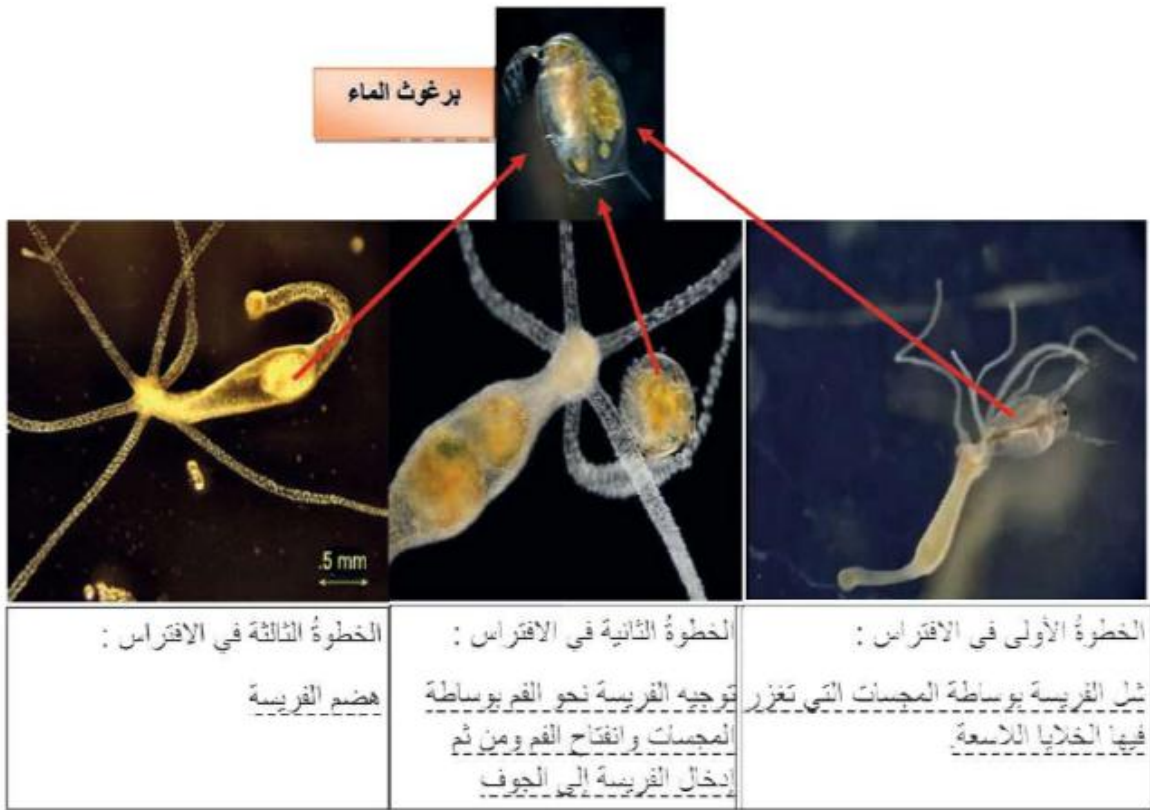 برغوث الماء
.5 mm
الخطوةُ الأولى في الافتراس :
شل الفريسة بوساطة المجسات التي تغزر
فيها الخلايا اللاسعة.
الخطوةُ الثانية في الافتراس :
توجيه الفريسة نحو الفم بوساطة
المجسات وانفتاح الفم ومن ثم
إدخال الفريسة إلى الجوف
الخطوةُ الثالثة في الافتراس :
هضم الفريسة